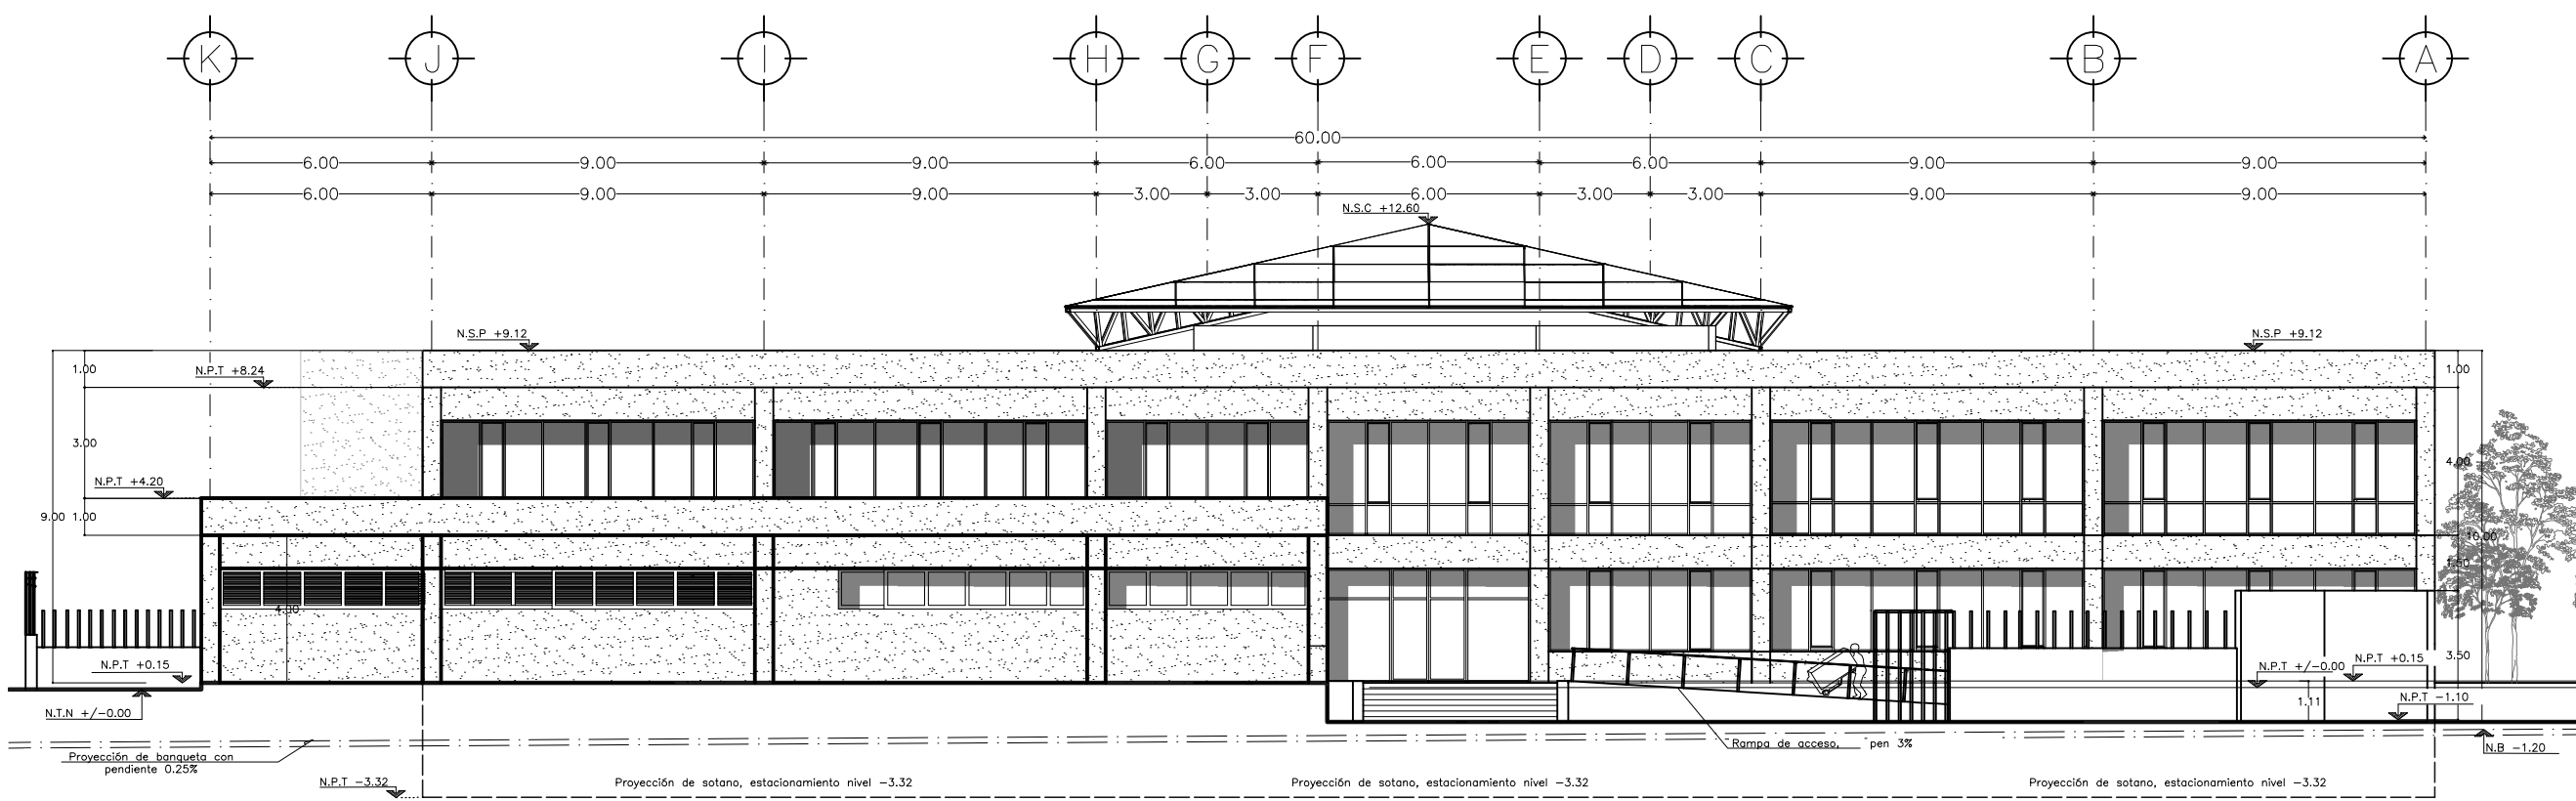 K J I H G F E D C B A
60.00
6.00 9.00 9.00 6.00 6.00 6.00 9.00 9.00
6.00 9.00 9.00 3.00 3.00 6.00 3.00 3.00 9.00 9.00
N.S.C +12.60
N.S.P +9.12
N.S.P +9.12
1.00
N.P.T +8.24
1.00
3.00
4.00
N.P.T +4.20
9.00 1.00
10.00
1.50
4.00
3.50
N.P.T +0.15
N.P.T +/-0.00
N.P.T +0.15
N.P.T -1.10
1.11
N.T.N +/-0.00
Proyección de banqueta con
pendiente 0.25%
Rampa de acceso, pen 3%
N.B -1.20
N.P.T -3.32
Proyección de sotano, estacionamiento nivel -3.32
Proyección de sotano, estacionamiento nivel -3.32
Proyección de sotano, estacionamiento nivel -3.32